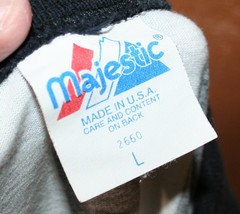 Majestic
MADE IN U.S.A.
CARE AND CONTENT
ON BACK
2660
L